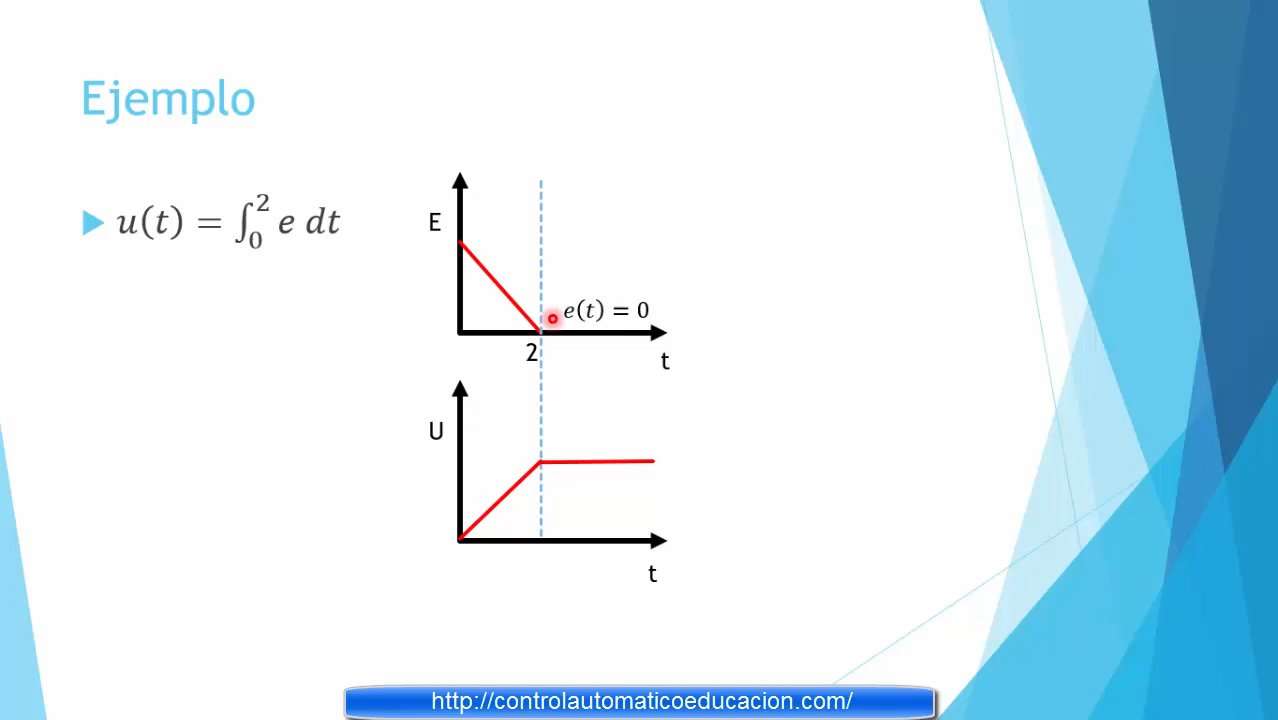 Ejemplo
u(t) = ∫₀² e dt
E
e(t) = 0
2
t
U
t
http://controlautomaticoeducacion.com/